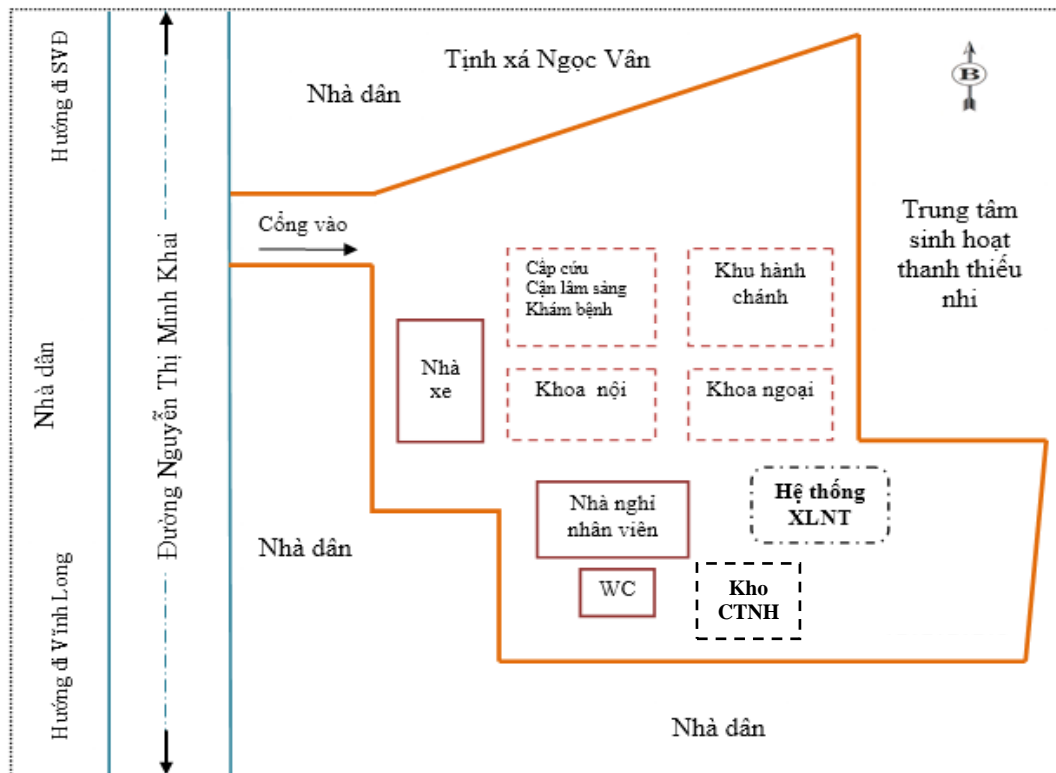 Hướng đi SVĐ
Nhà dân
Hướng đi Vĩnh Long
Đường Nguyễn Thị Minh Khai
Tịnh xá Ngọc Vân
Nhà dân
B
Cổng vào
Trung tâm
sinh hoạt
thanh thiếu
nhi
Cấp cứu
Cận lâm sàng
Khám bệnh
Khu hành
chánh
Nhà
xe
Khoa nội
Khoa ngoại
Hệ thống
XLNT
Nhà nghỉ
nhân viên
Nhà dân
WC
Kho
CTNH
Nhà dân